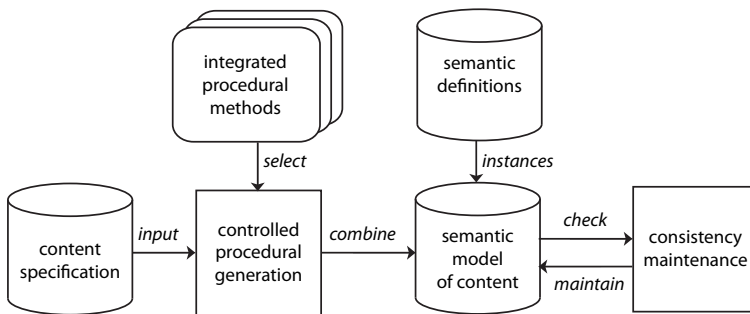 integrated
procedural
methods
semantic
definitions
select
instances
content
specification
input
controlled
procedural
generation
combine
semantic
model
of content
check
maintain
consistency
maintenance